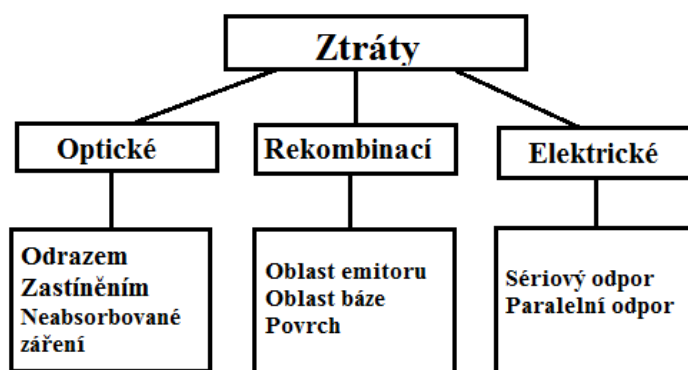 Ztráty
Optické
Rekombinací
Elektrické
Odrazem
Zastíněním
Neabsorbované
záření
Oblast emitoru
Oblast báze
Povrch
Sériový odpor
Paralelní odpor